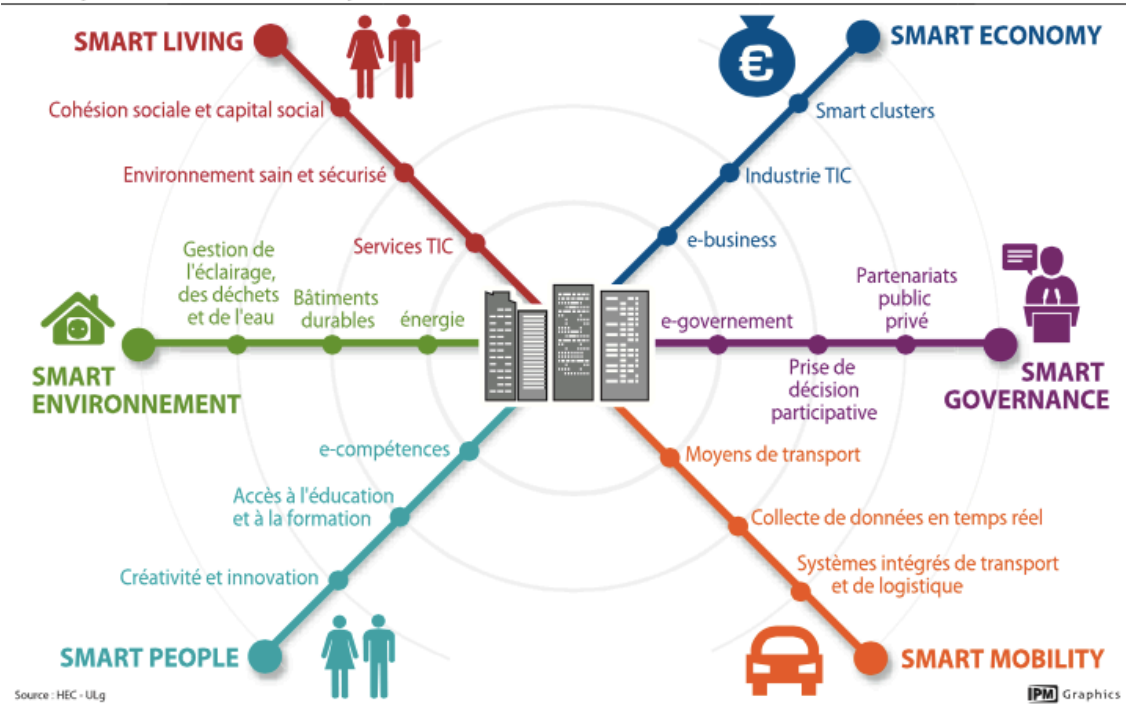 SMART LIVING
Cohésion sociale et capital social
Environnement sain et sécurisé
Services TIC
SMART ECONOMY
€
Smart clusters
Industrie TIC
e-business
Gestion de
l'éclairage,
des déchets
et de l'eau
Bâtiments
durables
énergie
SMART
ENVIRONNEMENT
e-governement
Prise de
décision
participative
Partenariats
public
privé
SMART
GOVERNANCE
e-compétences
Accès à l'éducation
et à la formation
Créativité et innovation
SMART PEOPLE
Moyens de transport
Collecte de données en temps réel
Systèmes intégrés de transport
et de logistique
SMART MOBILITY
Source : HEC - ULg
IPM Graphics